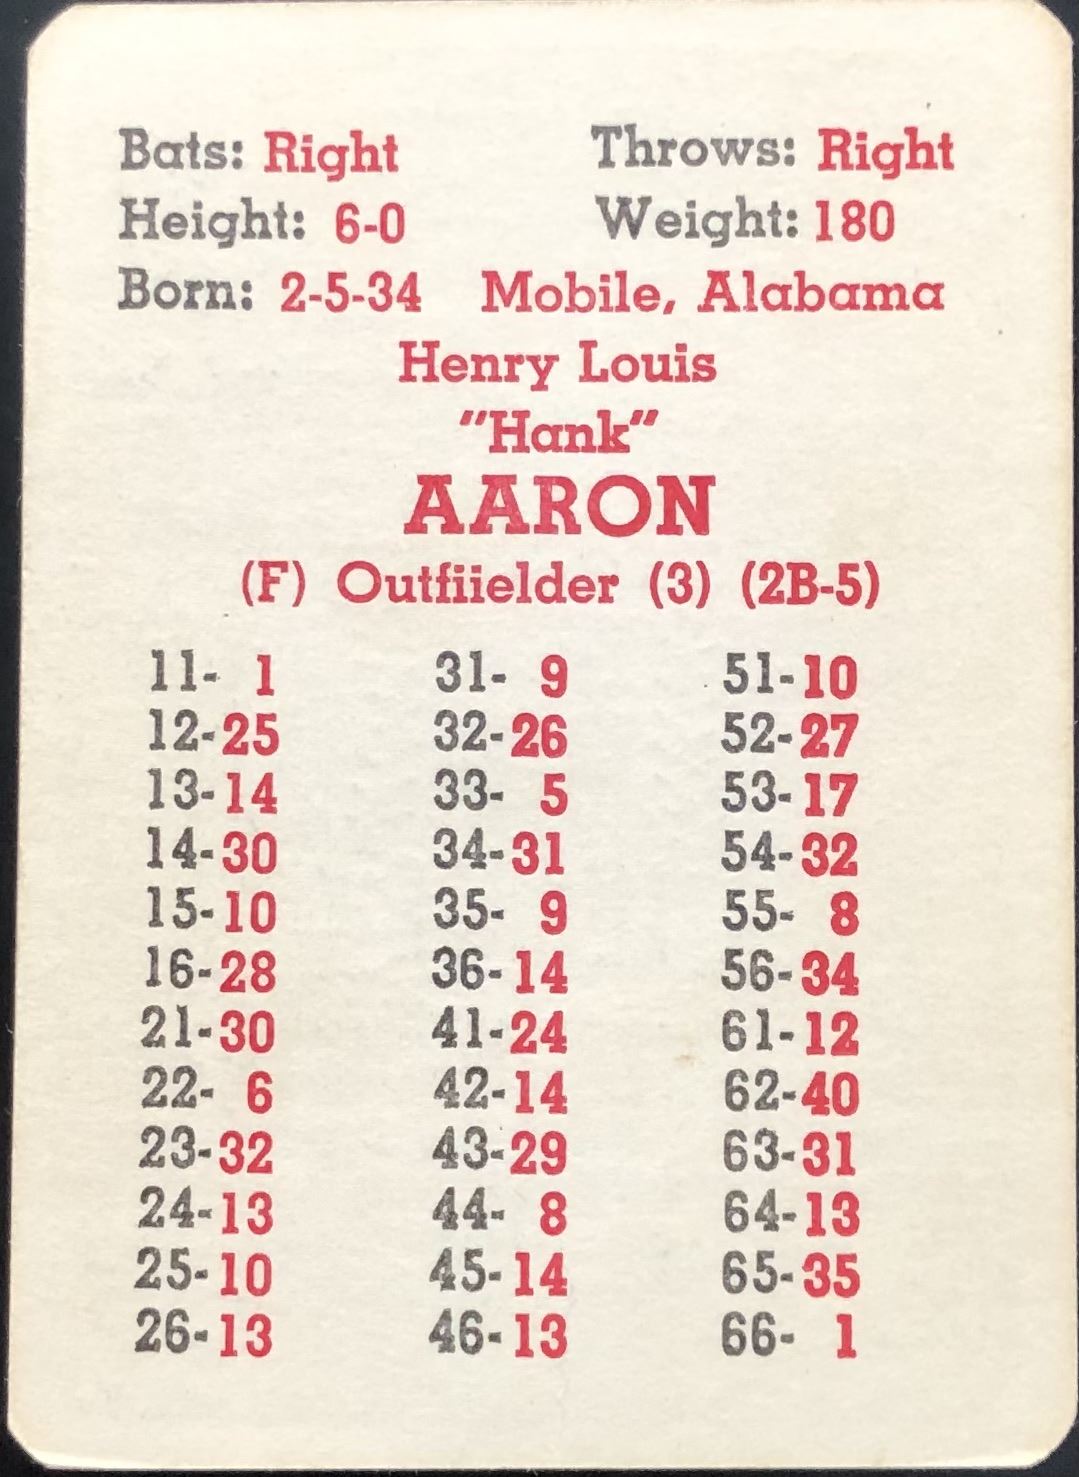 Bats: Right Throws: Right
Height: 6-0 Weight: 180
Born: 2-5-34 Mobile, Alabama
Henry Louis
"Hank"
AARON
(F) Outfiielder (3) (2B-5)
11- 1 31- 9 51-10
12-25 32-26 52-27
13-14 33- 5 53-17
14-30 34-31 54-32
15-10 35- 9 55- 8
16-28 36-14 56-34
21-30 41-24 61-12
22- 6 42-14 62-40
23-32 43-29 63-31
24-13 44- 8 64-13
25-10 45-14 65-35
26-13 46-13 66- 1